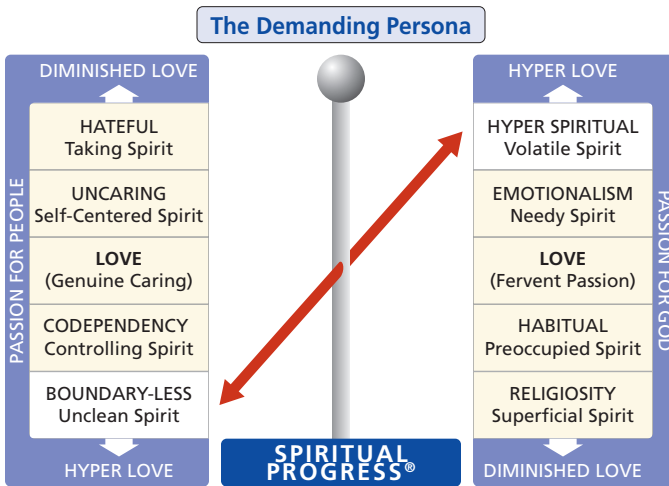 The Demanding Persona
DIMINISHED LOVE
PASSION FOR PEOPLE
HATEFUL
Taking Spirit
UNCARING
Self-Centered Spirit
LOVE
(Genuine Caring)
CODEPENDENCY
Controlling Spirit
BOUNDARY-LESS
Unclean Spirit
HYPER LOVE
SPIRITUAL
PROGRESS®
HYPER LOVE
HYPER SPIRITUAL
Volatile Spirit
EMOTIONALISM
Needy Spirit
LOVE
(Fervent Passion)
HABITUAL
Preoccupied Spirit
RELIGIOSITY
Superficial Spirit
PASSION FOR GOD
DIMINISHED LOVE